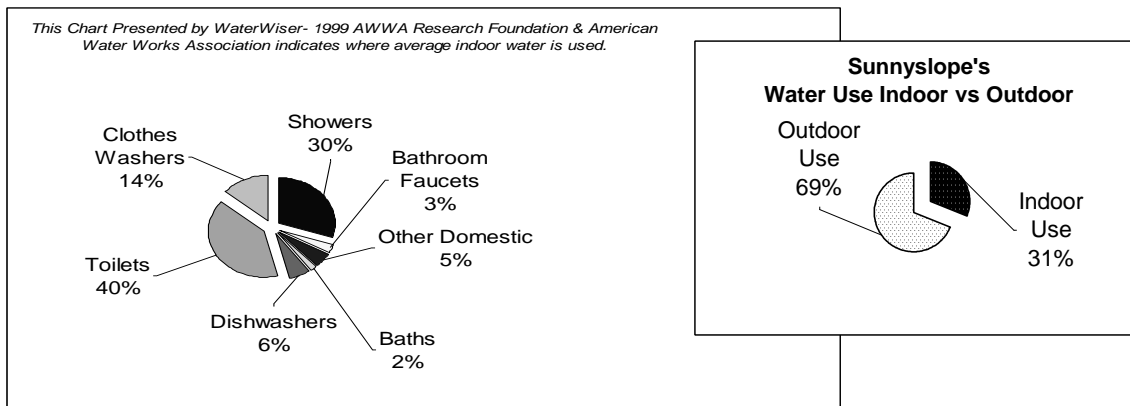 This Chart Presented by WaterWiser- 1999 AWWA Research Foundation & American
Water Works Association indicates where average indoor water is used.
Showers
30%
Clothes
Washers
14%
Bathroom
Faucets
3%
Other Domestic
5%
Toilets
40%
Dishwashers
6%
Baths
2%
Sunnyslope's
Water Use Indoor vs Outdoor
Outdoor
Use
69%
Indoor
Use
31%